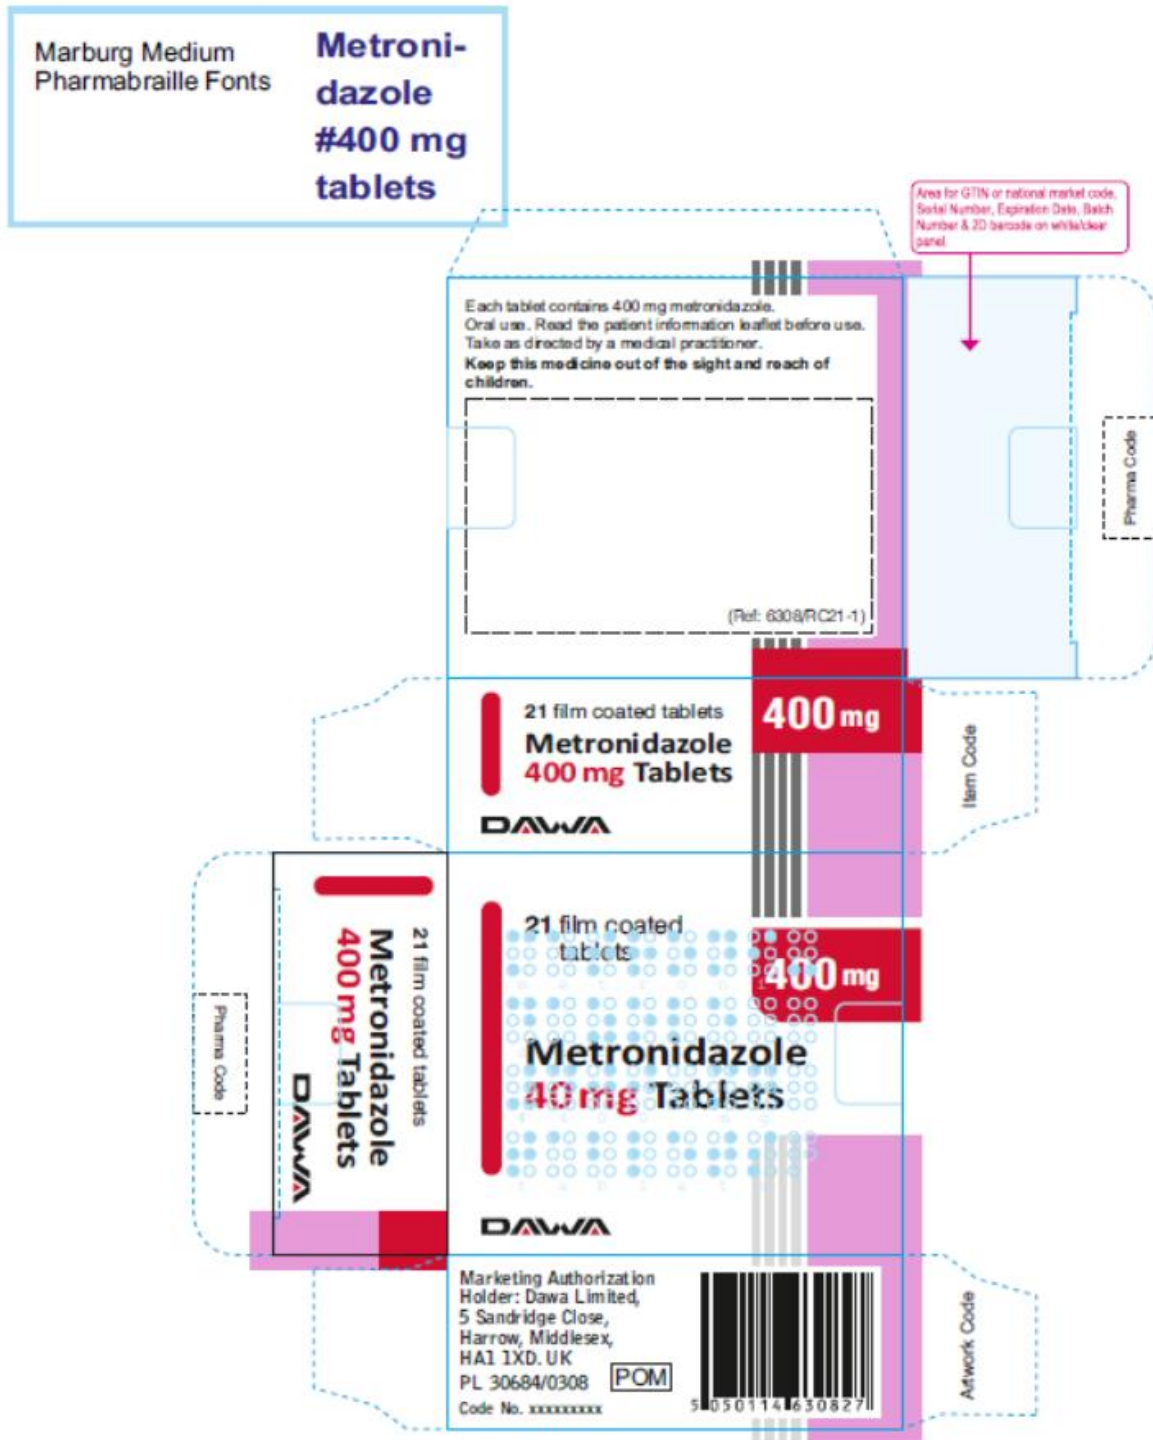 Marburg Medium
Pharmabraille Fonts
Metroni-
dazole
#400 mg
tablets
Area for GTIN or national market code,
Serial Number, Expiration Date, Batch
Number & 2D barcode on white/clear
panel
Each tablet contains 400 mg metronidazole.
Oral use. Read the patient information leaflet before use.
Take as directed by a medical practitioner.
Keep this medicine out of the sight and reach of
children.
(Ref: 6308/RC21-1)
Pharma Code
21 film coated tablets
Metronidazole
400 mg Tablets
DAWA
400 mg
Item Code
Pharma Code
21 film coated tablets
Metronidazole
400 mg Tablets
DAWA
21 film coated
tablets
400 mg
Metronidazole
40 mg Tablets
DAWA
Marketing Authorization
Holder: Dawa Limited,
5 Sandridge Close,
Harrow, Middlesex,
HA1 1XD. UK
PL 30684/0308
POM
Code No. xxxxxxxxx
5 050114 630827
Artwork Code